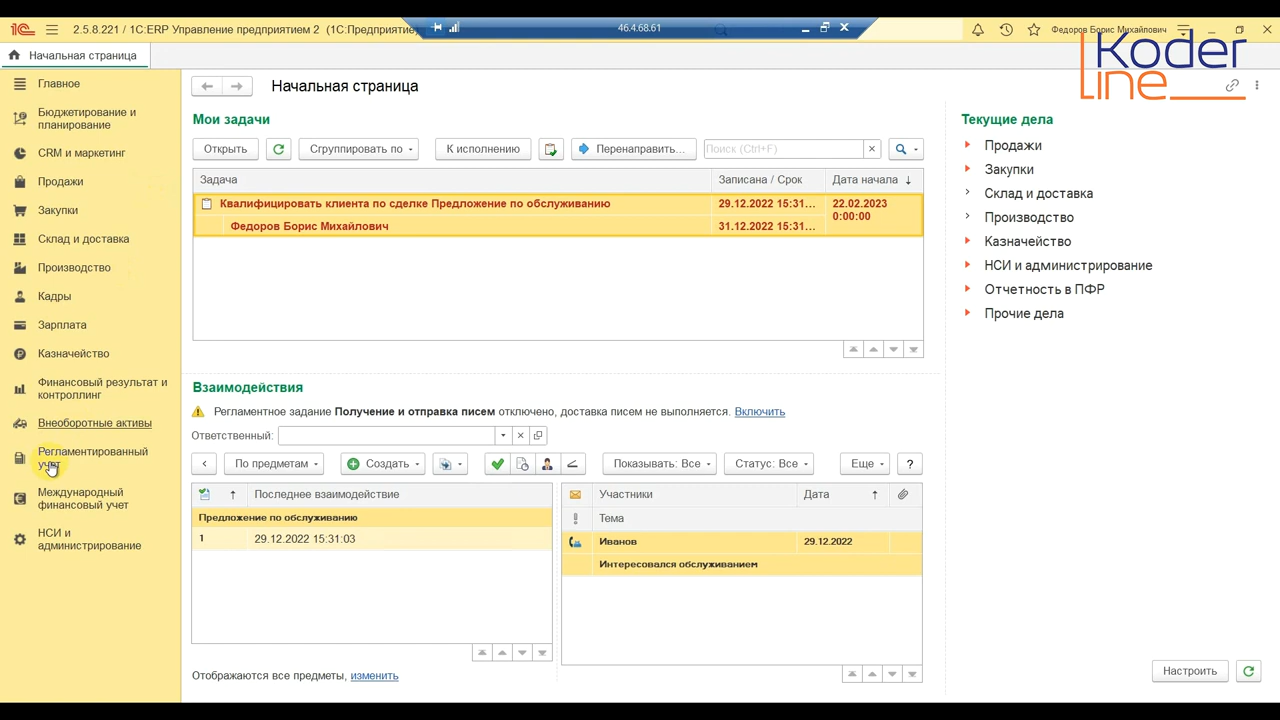 2.5.8.221 / 1С:ERP Управление предприятием 2 (1С:Предприятие)
46.4.68.61
Федоров Борис Михайлович
Koder
line
Начальная страница
Главное
Бюджетирование и
планирование
CRM и маркетинг
Продажи
Закупки
Склад и доставка
Производство
Кадры
Зарплата
Казначейство
Финансовый результат и
контроллинг
Внеоборотные активы
Регламентированный
учет
Международный
финансовый учет
НСИ и
администрирование
Начальная страница
Мои задачи
Открыть
Сгруппировать по
К исполнению
Перенаправить...
Поиск (Ctrl+F)
Задача
Записана / Срок
Дата начала
Квалифицировать клиента по сделке Предложение по обслуживанию
29.12.2022 15:31...
22.02.2023
0:00:00
Федоров Борис Михайлович
31.12.2022 15:31...
Взаимодействия
Регламентное задание Получение и отправка писем отключено, доставка писем не выполняется. Включить
Ответственный:
По предметам
Создать
Показывать: Все
Статус: Все
Еще
?
Последнее взаимодействие
Предложение по обслуживанию
1 29.12.2022 15:31:03
Участники
Дата
Тема
Иванов
29.12.2022
Интересовался обслуживанием
Отображаются все предметы, изменить
Текущие дела
Продажи
Закупки
Склад и доставка
Производство
Казначейство
НСИ и администрирование
Отчетность в ПФР
Прочие дела
Настроить